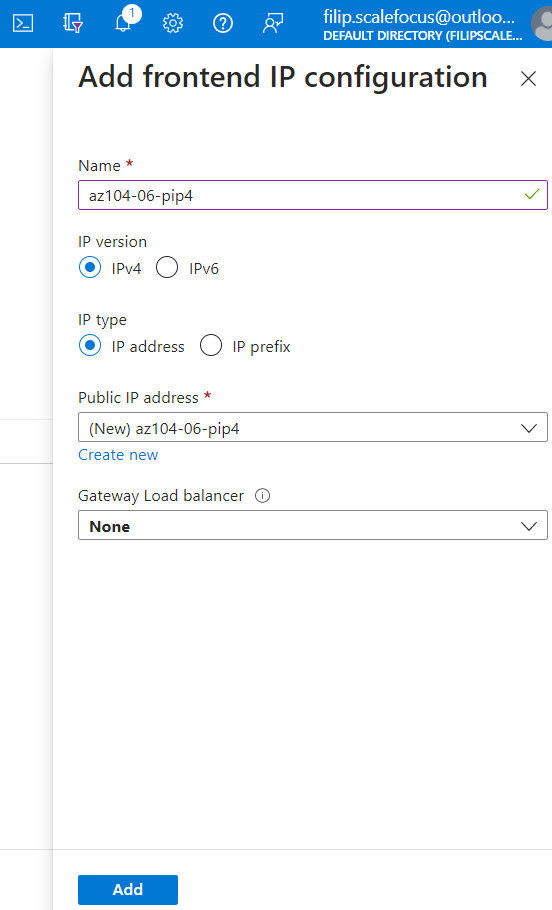 1
filip.scalefocus@outloo...
DEFAULT DIRECTORY (FILIPSCALE...
Add frontend IP configuration
Name *
az104-06-pip4
IP version
IPv4 IPv6
IP type
IP address IP prefix
Public IP address *
(New) az104-06-pip4
Create new
Gateway Load balancer
None
Add